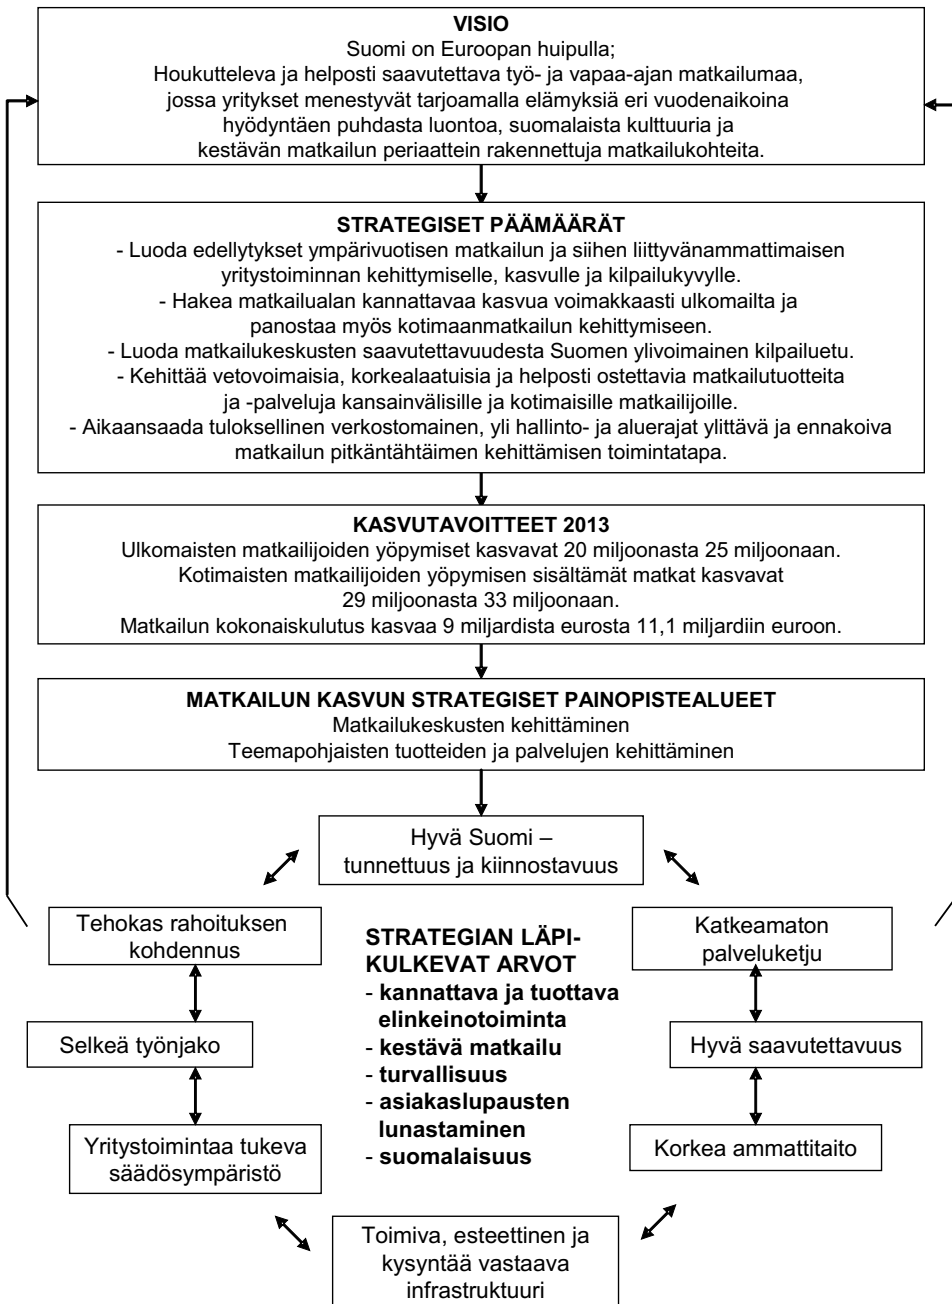 VISIO
Suomi on Euroopan huipulla;
Houkutteleva ja helposti saavutettava työ- ja vapaa-ajan matkailumaa,
jossa yritykset menestyvät tarjoamalla elämyksiä eri vuodenaikoina
hyödyntäen puhdasta luontoa, suomalaista kulttuuria ja
kestävän matkailun periaattein rakennettuja matkailukohteita.
STRATEGISET PÄÄMÄÄRÄT
- Luoda edellytykset ympärivuotisen matkailun ja siihen liittyvänammattimaisen
yritystoiminnan kehittymiselle, kasvulle ja kilpailukyvylle.
- Hakea matkailualan kannattavaa kasvua voimakkaasti ulkomailta ja
panostaa myös kotimaanmatkailun kehittymiseen.
- Luoda matkailukeskusten saavutettavuudesta Suomen ylivoimainen kilpailuetu.
- Kehittää vetovoimaisia, korkealaatuisia ja helposti ostettavia matkailutuotteita
ja -palveluja kansainvälisille ja kotimaisille matkailijoille.
- Aikaansaada tuloksellinen verkostomainen, yli hallinto- ja aluerajat ylittävä ja ennakoiva
matkailun pitkäntähtäimen kehittämisen toimintatapa.
KASVUTAVOITTEET 2013
Ulkomaisten matkailijoiden yöpymiset kasvavat 20 miljoonasta 25 miljoonaan.
Kotimaisten matkailijoiden yöpymisen sisältämät matkat kasvavat
29 miljoonasta 33 miljoonaan.
Matkailun kokonaiskulutus kasvaa 9 miljardista eurosta 11,1 miljardiin euroon.
MATKAILUN KASVUN STRATEGISET PAINOPISTEALUEET
Matkailukeskusten kehittäminen
Teemapohjaisten tuotteiden ja palvelujen kehittäminen
Hyvä Suomi –
tunnettuus ja kiinnostavuus
Tehokas rahoituksen
kohdennus
Selkeä työnjako
Yritystoimintaa tukeva
säädösympäristö
STRATEGIAN LÄPI-
KULKEVAT ARVOT
- kannattava ja tuottava
elinkeinotoiminta
- kestävä matkailu
- turvallisuus
- asiakaslupausten
lunastaminen
- suomalaisuus
Katkeamaton
palveluketju
Hyvä saavutettavuus
Korkea ammattitaito
Toimiva, esteettinen ja
kysyntää vastaava
infrastruktuuri